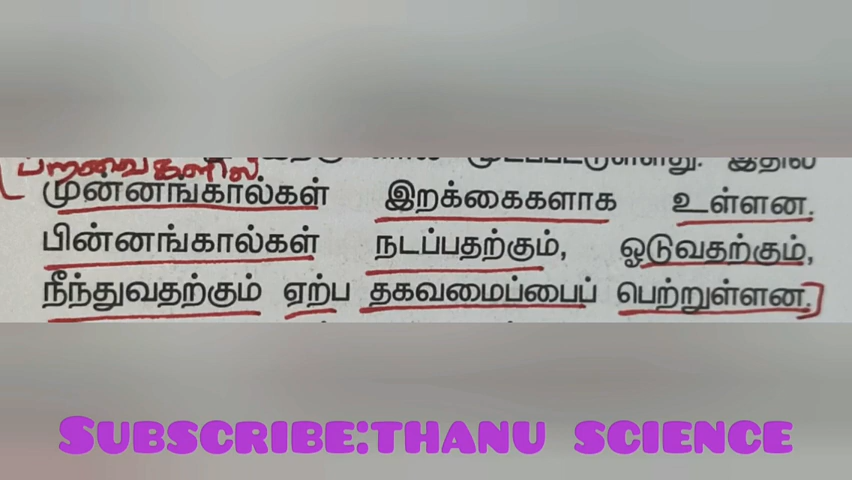 பறவைகளில்
முன்னங்கால்கள் இறக்கைகளாக உள்ளன.
பின்னங்கால்கள் நடப்பதற்கும், ஓடுவதற்கும்,
நீந்துவதற்கும் ஏற்ப தகவமைப்பைப் பெற்றுள்ளன.]
SUBSCRIBE:THANU SCIENCE